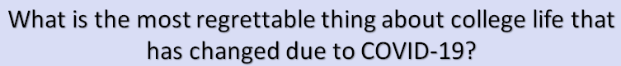 What is the most regrettable thing about college life that
has changed due to COVID-19?